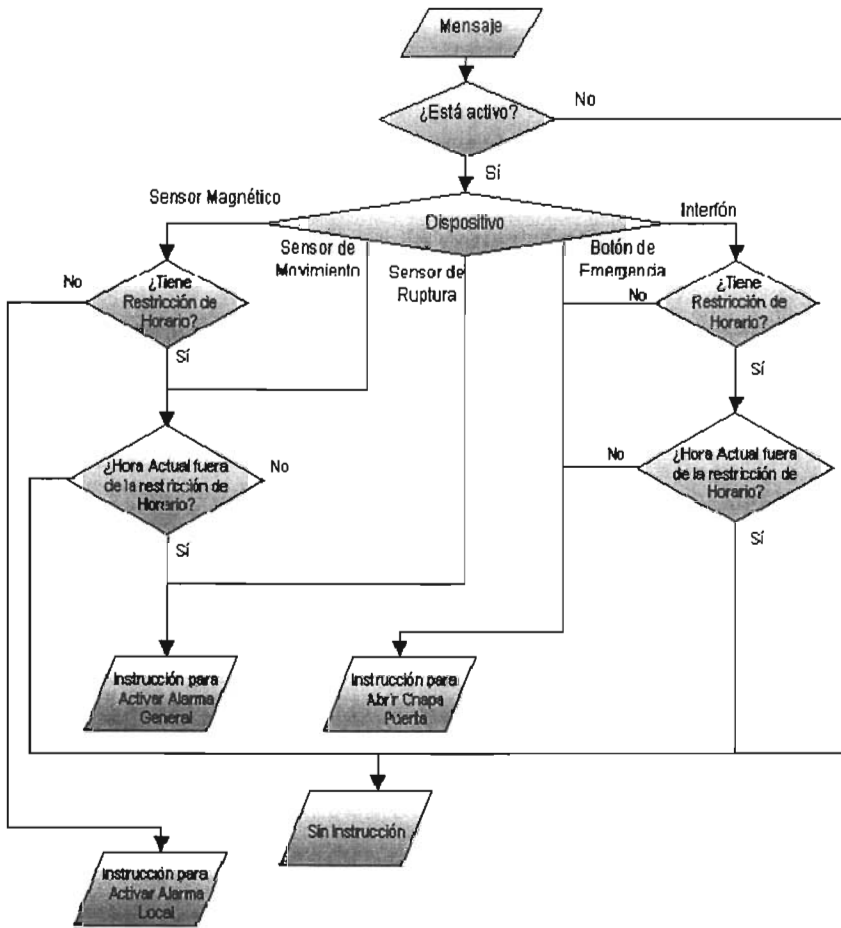 Mensaje
¿Está activo?
No
Sí
Sensor Magnético
Dispositivo
Interfón
Sensor de
Movimiento
Sensor de
Ruptura
Botón de
Emergencia
No
¿Tiene
Restricción de
Horario?
No
¿Tiene
Restricción de
Horario?
Sí
Sí
¿Hora Actual fuera
de la restricción de
Horario?
No
No
¿Hora Actual fuera
de la restricción de
Horario?
Sí
Sí
Instrucción para
Activar Alarma
General
Instrucción para
Abrir Chapa
Puerta
Sin Instrucción
Instrucción para
Activar Alarma
Local